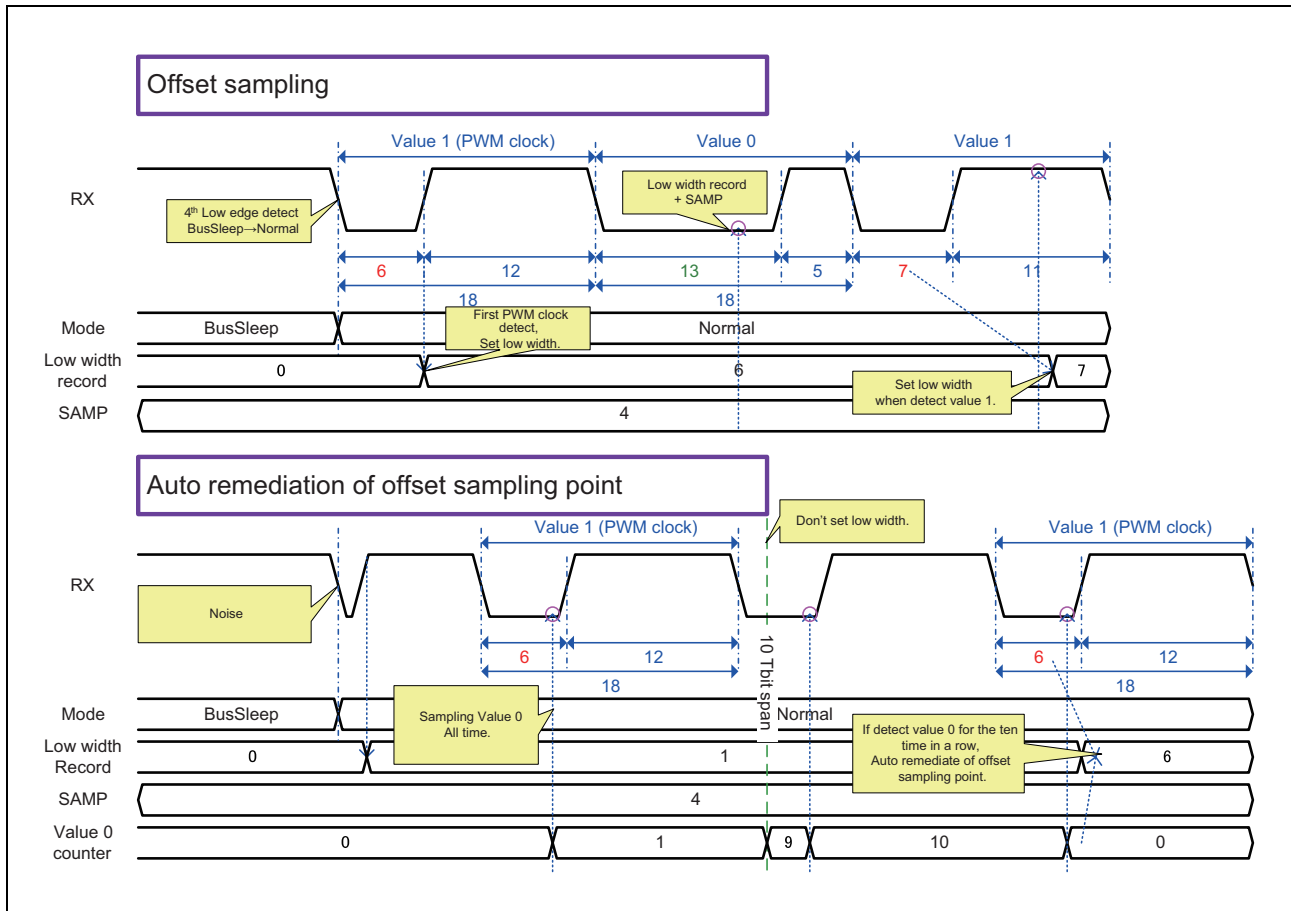 Offset sampling
Value 1 (PWM clock)
Value 0
Value 1
RX
4th Low edge detect
BusSleep→Normal
Low width record
+ SAMP
6
12
13
5
7
11
18
18
Mode
BusSleep
Normal
First PWM clock
detect,
Set low width.
Low width
record
0
6
7
Set low width
when detect value 1.
SAMP
4
Auto remediation of offset sampling point
Don't set low width.
Value 1 (PWM clock)
Value 1 (PWM clock)
RX
Noise
10 Tbit span
6
12
18
6
12
18
Mode
BusSleep
Normal
Sampling Value 0
All time.
If detect value 0 for the ten
time in a row,
Auto remediate of offset
sampling point.
Low width
Record
0
1
6
SAMP
4
Value 0
counter
0
1
9
10
0